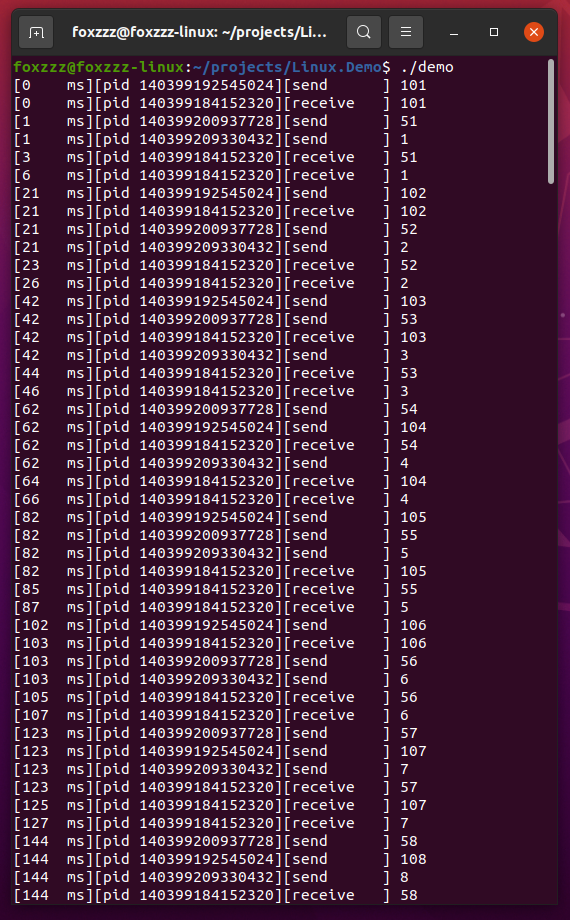 foxzzz@foxzzz-linux: ~/projects/Li...
foxzzz@foxzzz-linux:~/projects/Linux.Demo$ ./demo
[0    ms][pid 140399192545024][send      ] 101
[0    ms][pid 140399184152320][receive   ] 101
[1    ms][pid 140399200937728][send      ] 51
[1    ms][pid 140399209330432][send      ] 1
[3    ms][pid 140399184152320][receive   ] 51
[6    ms][pid 140399184152320][receive   ] 1
[21   ms][pid 140399192545024][send      ] 102
[21   ms][pid 140399184152320][receive   ] 102
[21   ms][pid 140399200937728][send      ] 52
[21   ms][pid 140399209330432][send      ] 2
[23   ms][pid 140399184152320][receive   ] 52
[26   ms][pid 140399184152320][receive   ] 2
[42   ms][pid 140399192545024][send      ] 103
[42   ms][pid 140399200937728][send      ] 53
[42   ms][pid 140399184152320][receive   ] 103
[42   ms][pid 140399209330432][send      ] 3
[44   ms][pid 140399184152320][receive   ] 53
[46   ms][pid 140399184152320][receive   ] 3
[62   ms][pid 140399200937728][send      ] 54
[62   ms][pid 140399192545024][send      ] 104
[62   ms][pid 140399184152320][receive   ] 54
[62   ms][pid 140399209330432][send      ] 4
[64   ms][pid 140399184152320][receive   ] 104
[66   ms][pid 140399184152320][receive   ] 4
[82   ms][pid 140399192545024][send      ] 105
[82   ms][pid 140399200937728][send      ] 55
[82   ms][pid 140399209330432][send      ] 5
[82   ms][pid 140399184152320][receive   ] 105
[85   ms][pid 140399184152320][receive   ] 55
[87   ms][pid 140399184152320][receive   ] 5
[102  ms][pid 140399192545024][send      ] 106
[103  ms][pid 140399184152320][receive   ] 106
[103  ms][pid 140399200937728][send      ] 56
[103  ms][pid 140399209330432][send      ] 6
[105  ms][pid 140399184152320][receive   ] 56
[107  ms][pid 140399184152320][receive   ] 6
[123  ms][pid 140399200937728][send      ] 57
[123  ms][pid 140399192545024][send      ] 107
[123  ms][pid 140399209330432][send      ] 7
[123  ms][pid 140399184152320][receive   ] 57
[125  ms][pid 140399184152320][receive   ] 107
[127  ms][pid 140399184152320][receive   ] 7
[144  ms][pid 140399200937728][send      ] 58
[144  ms][pid 140399192545024][send      ] 108
[144  ms][pid 140399209330432][send      ] 8
[144  ms][pid 140399184152320][receive   ] 58